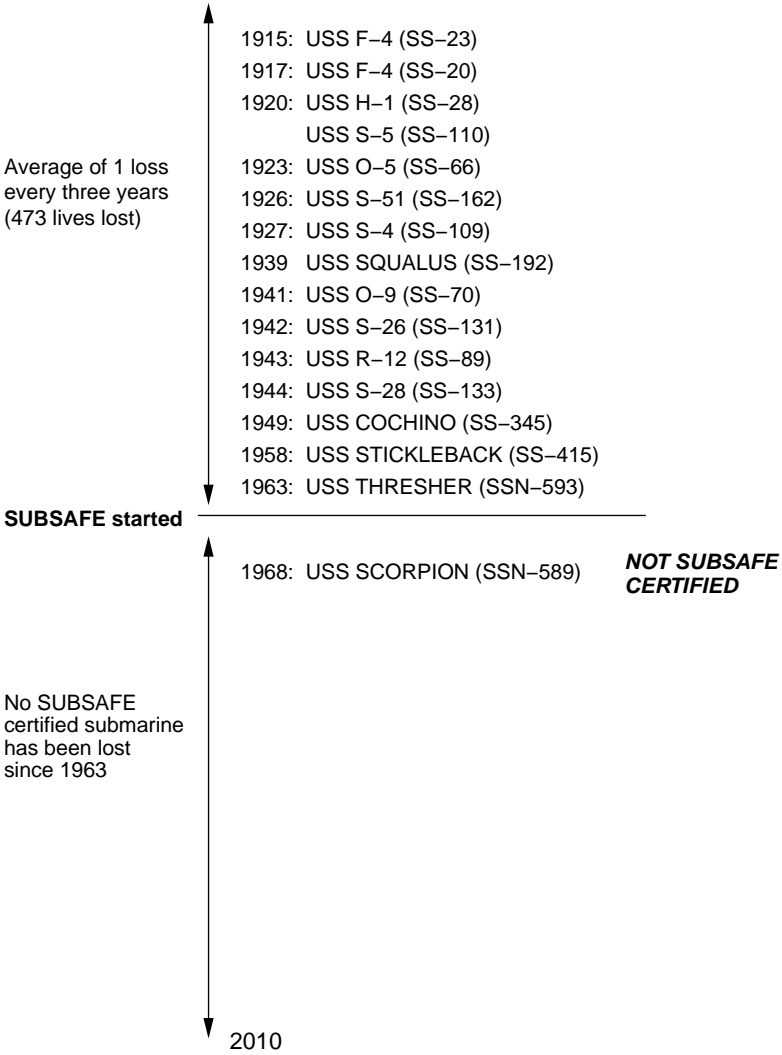 1915: USS F−4 (SS−23)
1917: USS F−4 (SS−20)
1920: USS H−1 (SS−28)
USS S−5 (SS−110)
Average of 1 loss
every three years
(473 lives lost)
1923: USS O−5 (SS−66)
1926: USS S−51 (SS−162)
1927: USS S−4 (SS−109)
1939 USS SQUALUS (SS−192)
1941: USS O−9 (SS−70)
1942: USS S−26 (SS−131)
1943: USS R−12 (SS−89)
1944: USS S−28 (SS−133)
1949: USS COCHINO (SS−345)
1958: USS STICKLEBACK (SS−415)
1963: USS THRESHER (SSN−593)
SUBSAFE started
1968: USS SCORPION (SSN−589)
NOT SUBSAFE
CERTIFIED
No SUBSAFE
certified submarine
has been lost
since 1963
2010